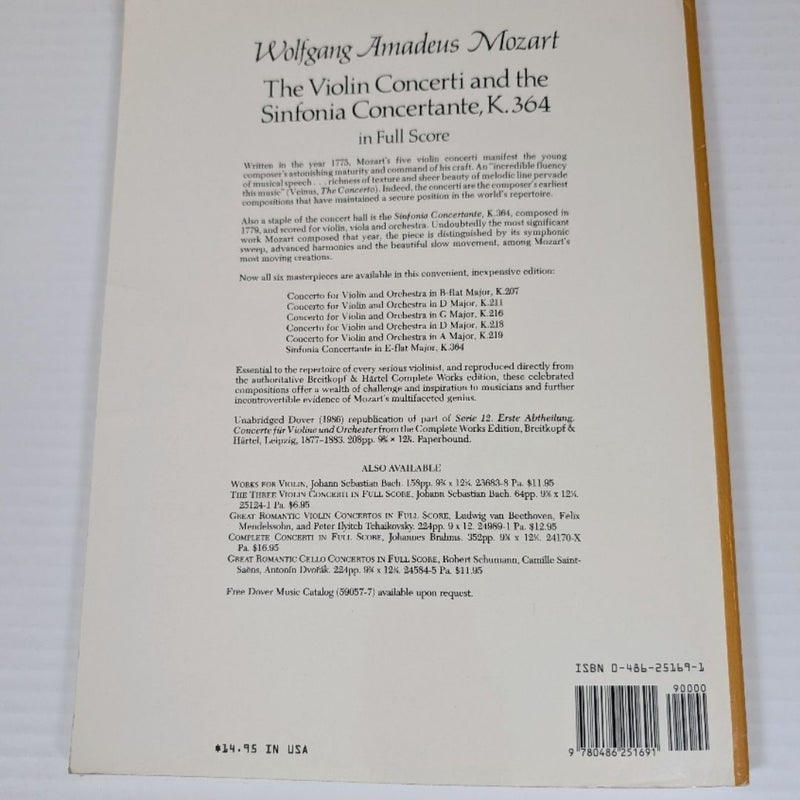 Wolfgang Amadeus Mozart
The Violin Concerti and the
Sinfonia Concertante, K.364
in Full Score
Written in the year 1775, Mozart's five violin concerti manifest the young
composer's astonishing maturity and command of his craft. An "incredible fluency
of musical speech . . . richness of texture and sheer beauty of melodic line pervade
this music" (Veinus, The Concerto). Indeed, the concerti are the composer's earliest
compositions that have maintained a secure position in the world's repertoire.
Also a staple of the concert hall is the Sinfonia Concertante, K.364, composed in
1779, and scored for violin, viola and orchestra. Undoubtedly the most significant
work Mozart composed that year, the piece is distinguished by its symphonic
sweep, advanced harmonies and the beautiful slow movement, among Mozart's
most moving creations.
Now all six masterpieces are available in this convenient, inexpensive edition:
Concerto for Violin and Orchestra in B-flat Major, K.207
Concerto for Violin and Orchestra in D Major, K.211
Concerto for Violin and Orchestra in G Major, K.216
Concerto for Violin and Orchestra in D Major, K.218
Concerto for Violin and Orchestra in A Major, K.219
Sinfonia Concertante in E-flat Major, K.364
Essential to the repertoire of every serious violinist, and reproduced directly from
the authoritative Breitkopf & Härtel Complete Works edition, these celebrated
compositions offer a wealth of challenge and inspiration to musicians and further
incontrovertible evidence of Mozart's multifaceted genius.
Unabridged Dover (1986) republication of part of Serie 12. Erste Abtheilung.
Concerte für Violine und Orchester from the Complete Works Edition, Breitkopf &
Härtel, Leipzig, 1877-1883. 208pp. 9⅜ × 12¼. Paperbound.
ALSO AVAILABLE
WORKS FOR VIOLIN, Johann Sebastian Bach. 158pp. 9⅜ x 12¼. 23683-8 Pa. $11.95
THE THREE VIOLIN CONCERTI IN FULL SCORE, Johann Sebastian Bach. 64pp. 9⅜ x 12¼.
25124-1 Pa. $6.95
GREAT ROMANTIC VIOLIN CONCERTOS IN FULL SCORE, Ludwig van Beethoven, Felix
Mendelssohn, and Peter Ilyitch Tchaikovsky. 224pp. 9 x 12. 24989-1 Pa. $12.95
COMPLETE CONCERTI IN FULL SCORE, Johannes Brahms. 352pp. 9⅜ x 12¼. 24170-X
Pa. $16.95
GREAT ROMANTIC CELLO CONCERTOS IN FULL SCORE, Robert Schumann, Camille Saint-
Saëns, Antonín Dvořák. 224pp. 9⅜ x 12¼. 24584-5 Pa. $11.95
Free Dover Music Catalog (59057-7) available upon request.
ISBN 0-486-25169-1
90000
9 780486 251691
$14.95 IN USA